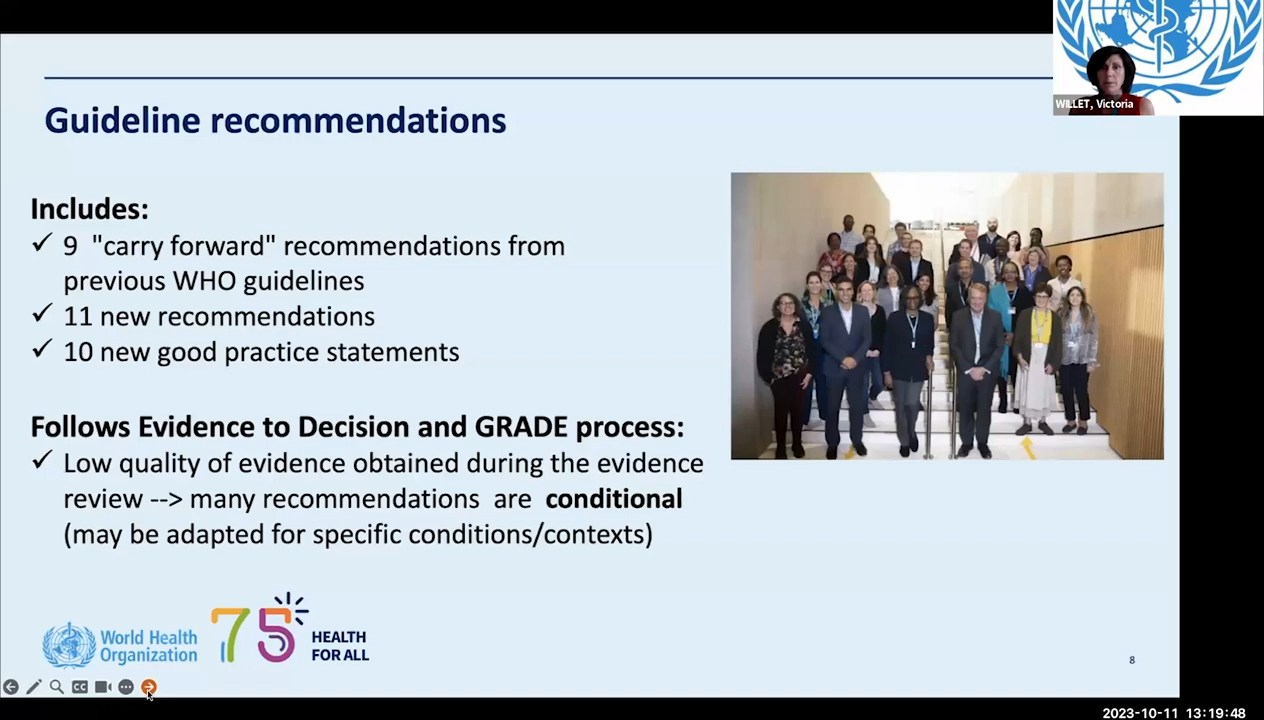 WILLET, Victoria
Guideline recommendations
Includes:
✓ 9 "carry forward" recommendations from
previous WHO guidelines
✓ 11 new recommendations
✓ 10 new good practice statements
Follows Evidence to Decision and GRADE process:
✓ Low quality of evidence obtained during the evidence
review --> many recommendations are conditional
(may be adapted for specific conditions/contexts)
World Health
Organization
75
HEALTH
FOR ALL
8
CC
2023-10-11 13:19:48